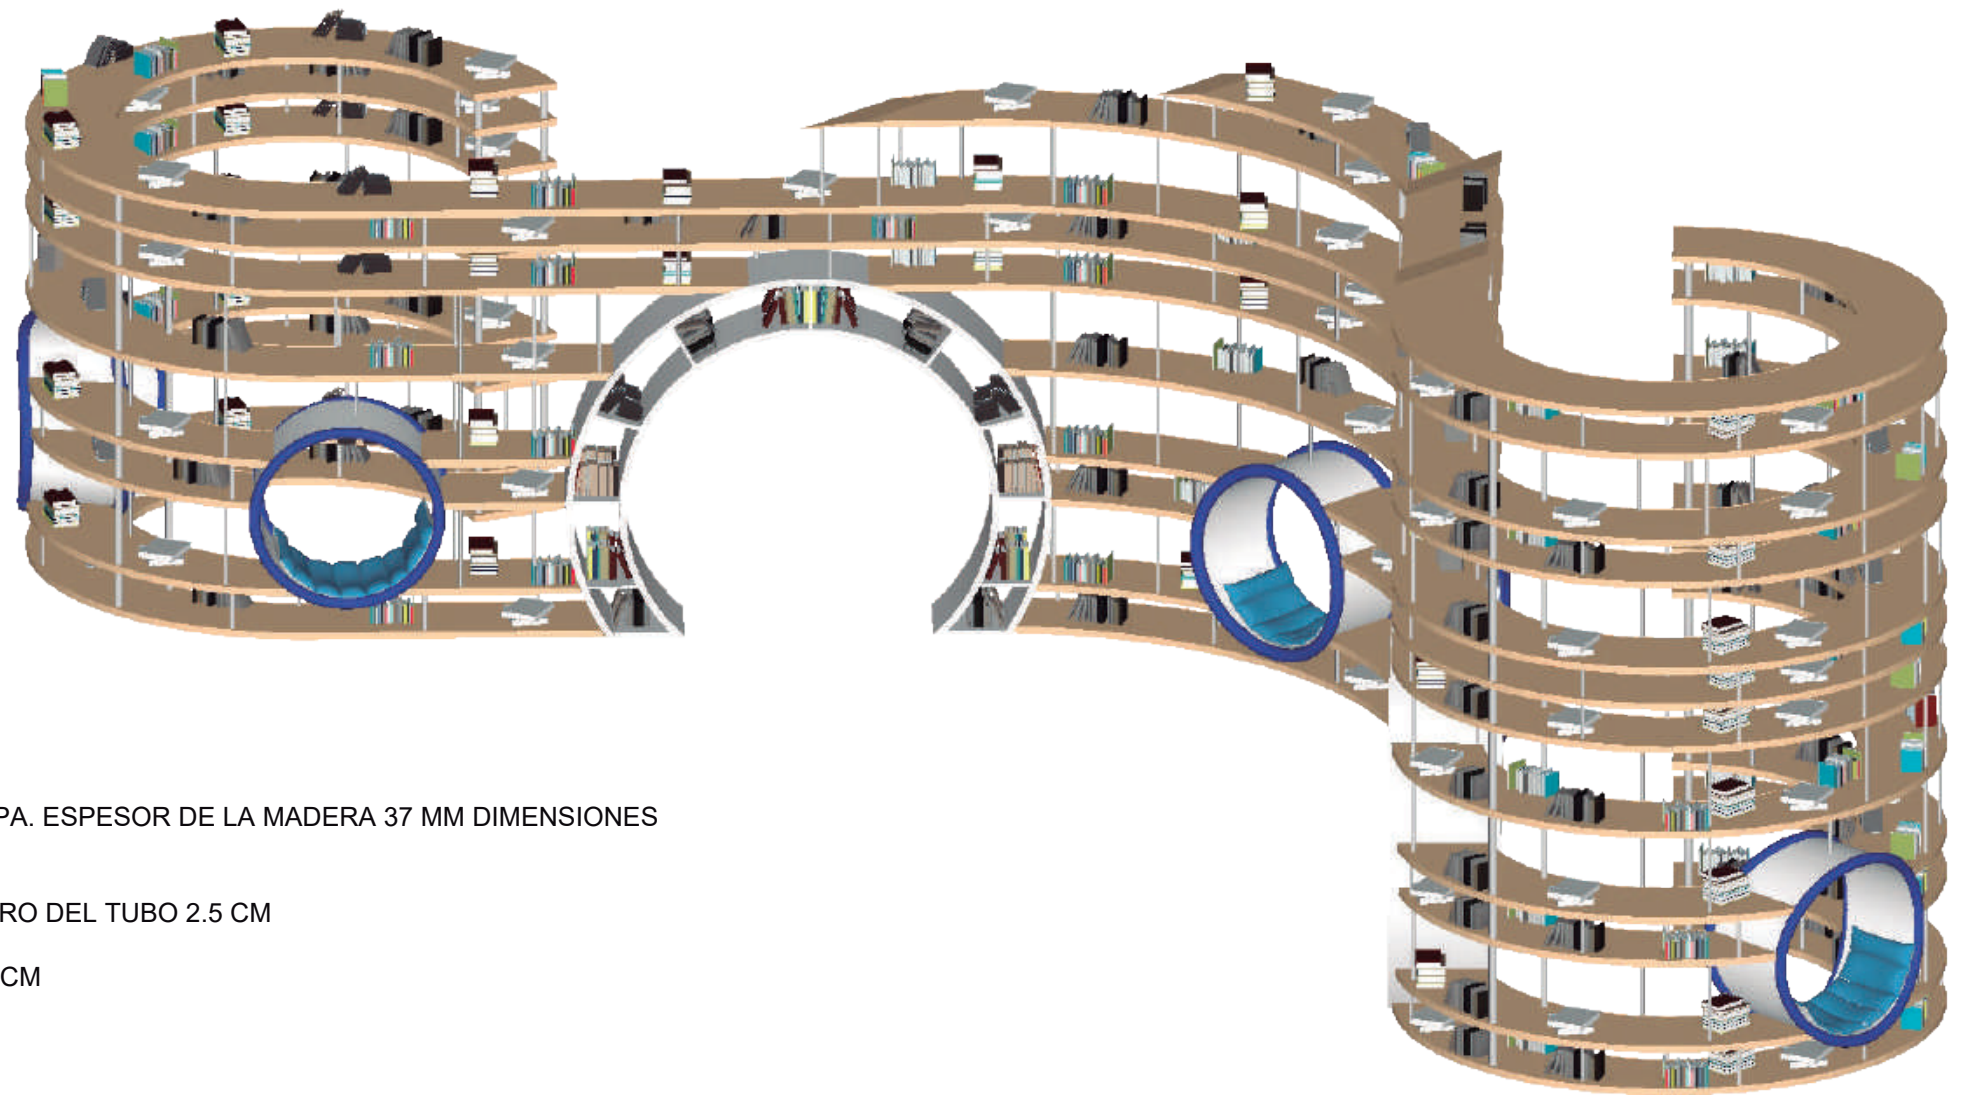 PA. ESPESOR DE LA MADERA 37 MM DIMENSIONES
RO DEL TUBO 2.5 CM
CM